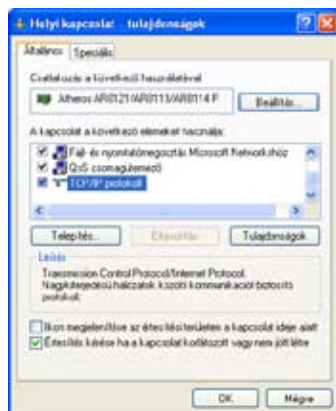 Helyi kapcsolat - tulajdonságok
Általános Speciális
Csatlakozás a következő használatával:
Atheros AR8121/AR8113/AR8114 P
Beállítás...
A kapcsolat a következő elemeket használja:
Fájl- és nyomtatómegosztás Microsoft Networkshöz
QoS csomagütemező
TCP/IP protokoll
Telepítés...
Eltávolítás
Tulajdonságok
Leírás
Transmission Control Protocol/Internet Protocol.
Nagykiterjedésű hálózatok közötti kommunikációt biztosító
protokoll.
Ikon megjelenítése az értesítési területen a kapcsolat ideje alatt
Értesítés kérése ha a kapcsolat korlátozott vagy nem jött létre
OK
Mégse